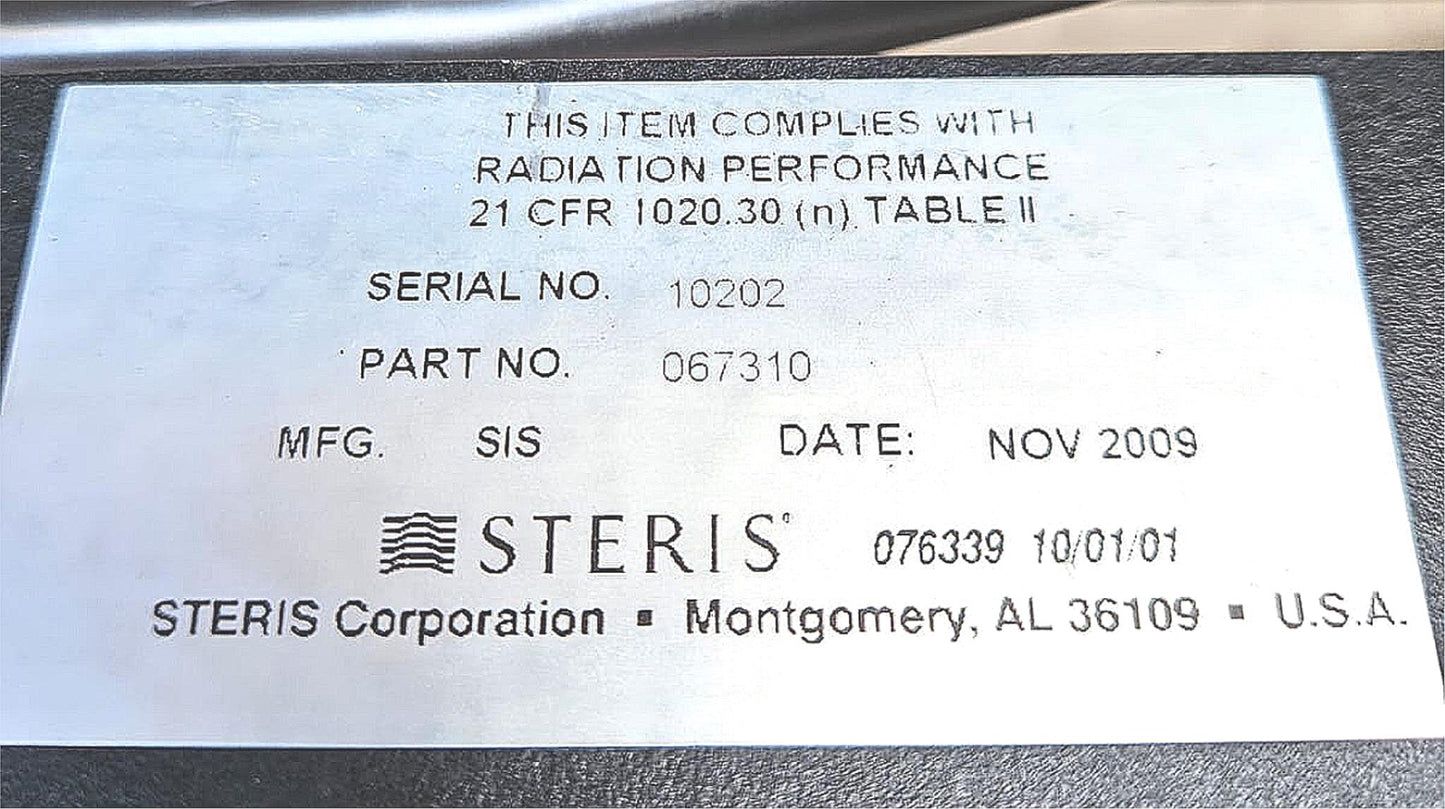 THIS ITEM COMPLIES WITH
RADIATION PERFORMANCE
21 CFR 1020.30 (n) TABLE II
SERIAL NO. 10202
PART NO. 067310
MFG. SIS DATE: NOV 2009
STERIS® 076339 10/01/01
STERIS Corporation ▪ Montgomery, AL 36109 ▪ U.S.A.